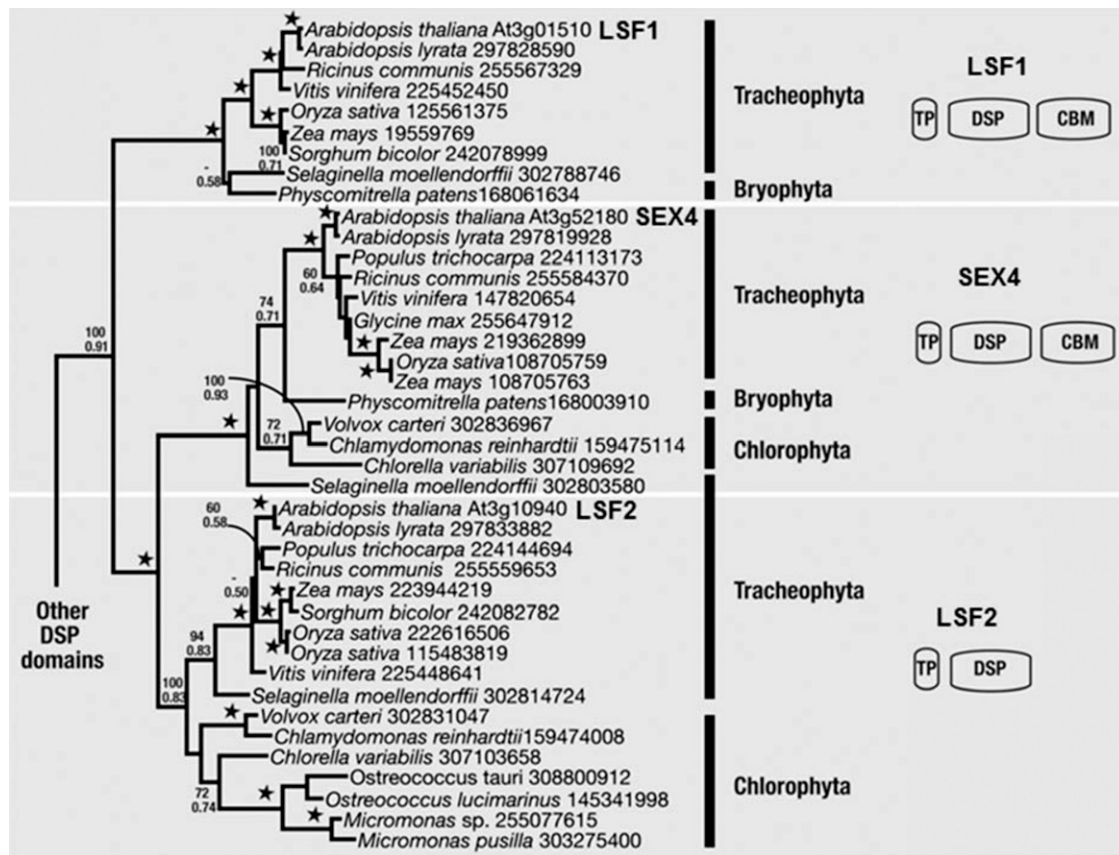 Arabidopsis thaliana At3g01510 LSF1
Arabidopsis lyrata 297828590
Ricinus communis 255567329
Vitis vinifera 225452450
Oryza sativa 125561375
Zea mays 19559769
Sorghum bicolor 242078999
100
0.71
Selaginella moellendorffii 302788746
-
0.58
Physcomitrella patens168061634
Tracheophyta
Bryophyta
LSF1
TP DSP CBM
Arabidopsis thaliana At3g52180 SEX4
Arabidopsis lyrata 297819928
Populus trichocarpa 224113173
Ricinus communis 255584370
60
0.64
Vitis vinifera 147820654
Glycine max 255647912
74
0.71
Zea mays 219362899
Oryza sativa108705759
Zea mays 108705763
100
0.91
100
0.93
Physcomitrella patens168003910
Volvox carteri 302836967
72
0.71
Chlamydomonas reinhardtii 159475114
Chlorella variabilis 307109692
Selaginella moellendorffii 302803580
Tracheophyta
Bryophyta
Chlorophyta
SEX4
TP DSP CBM
Arabidopsis thaliana At3g10940 LSF2
60
0.58
Arabidopsis lyrata 297833882
Populus trichocarpa 224144694
Ricinus communis 255559653
-
0.50
Zea mays 223944219
Sorghum bicolor 242082782
Oryza sativa 222616506
Oryza sativa 115483819
94
0.83
Vitis vinifera 225448641
100
0.83
Selaginella moellendorffii 302814724
Volvox carteri 302831047
Chlamydomonas reinhardtii159474008
Chlorella variabilis 307103658
72
0.74
Ostreococcus tauri 308800912
Ostreococcus lucimarinus 145341998
Micromonas sp. 255077615
Micromonas pusilla 303275400
Other
DSP
domains
Tracheophyta
Chlorophyta
LSF2
TP DSP